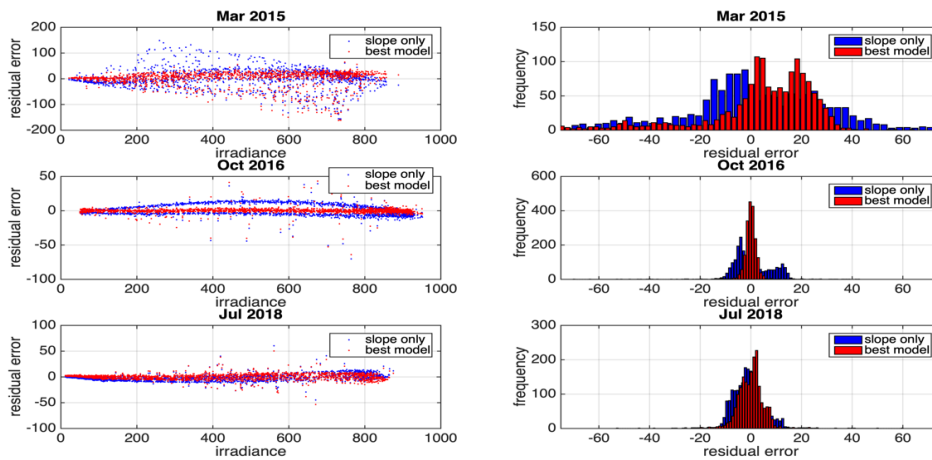 Mar 2015
200
100
0
-100
-200
residual error
slope only
best model
0
200
400
600
800
1000
irradiance
Oct 2016
50
0
-50
-100
residual error
slope only
best model
0
200
400
600
800
1000
irradiance
Jul 2018
100
50
0
-50
-100
residual error
slope only
best model
0
200
400
600
800
1000
irradiance
Mar 2015
150
100
50
0
frequency
slope only
best model
-60
-40
-20
0
20
40
60
residual error
Oct 2016
600
400
200
0
frequency
slope only
best model
-60
-40
-20
0
20
40
60
residual error
Jul 2018
300
200
100
0
frequency
slope only
best model
-60
-40
-20
0
20
40
60
residual error